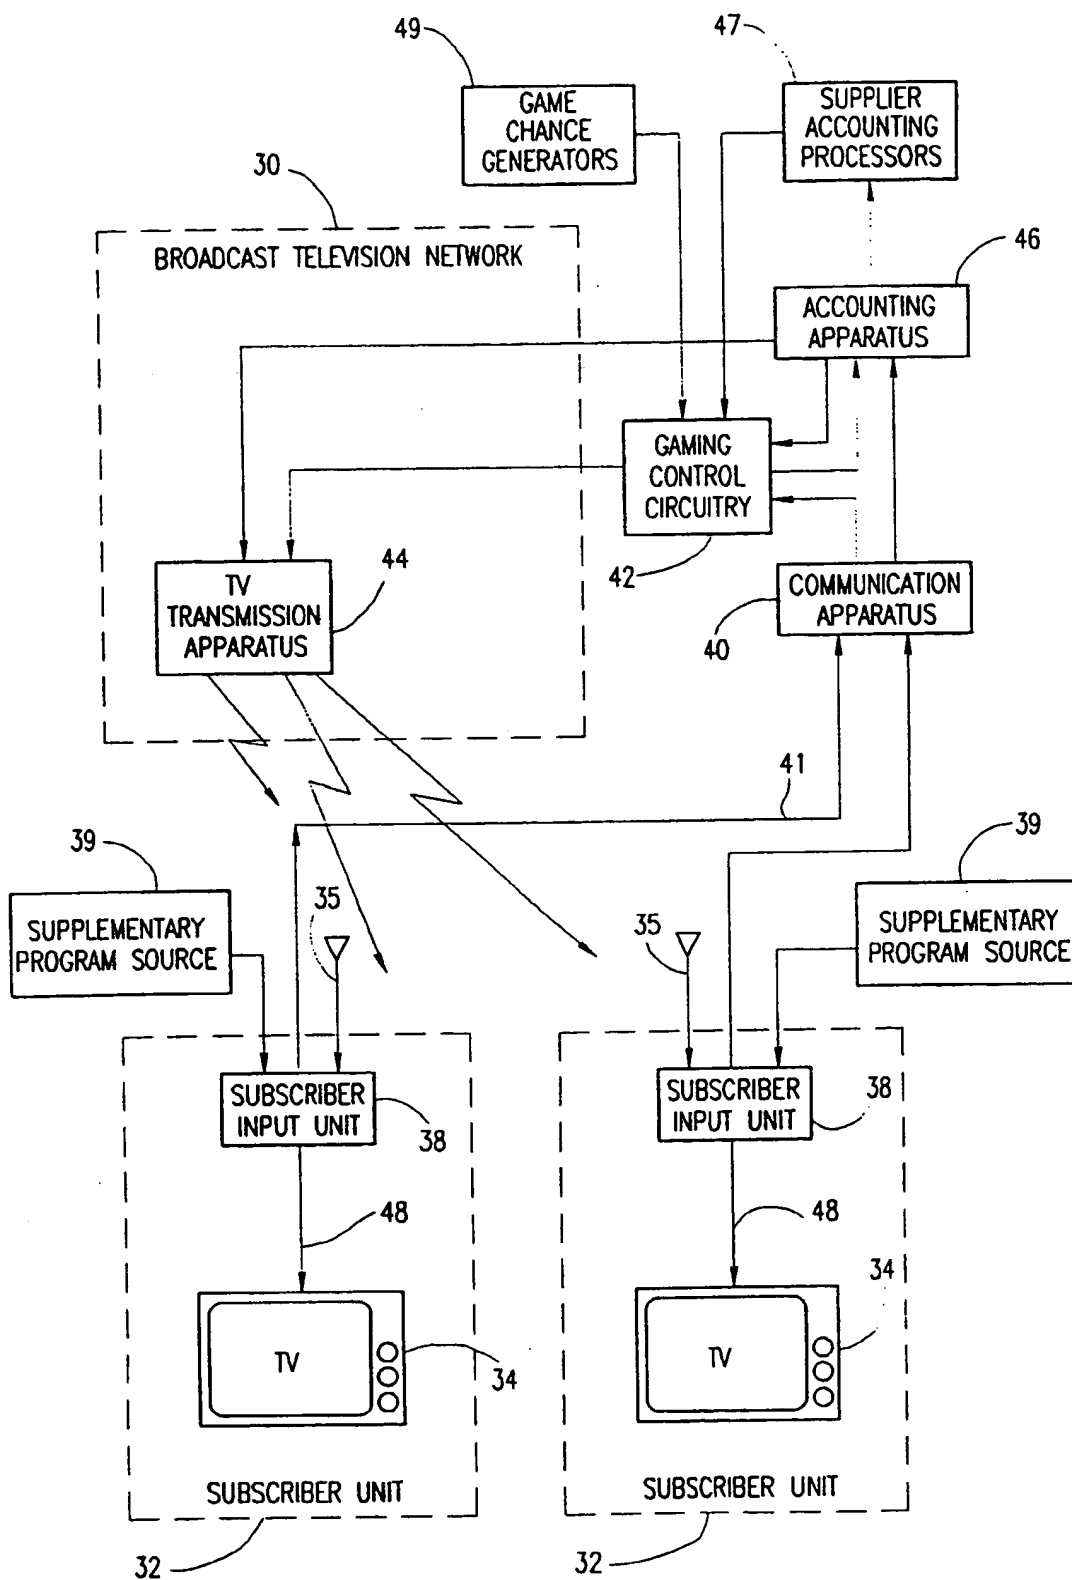 49
GAME
CHANCE
GENERATORS
47
SUPPLIER
ACCOUNTING
PROCESSORS
30
BROADCAST TELEVISION NETWORK
46
ACCOUNTING
APPARATUS
GAMING
CONTROL
CIRCUITRY
42
TV
TRANSMISSION
APPARATUS
44
COMMUNICATION
APPARATUS
40
41
39
SUPPLEMENTARY
PROGRAM SOURCE
35
35
39
SUPPLEMENTARY
PROGRAM SOURCE
SUBSCRIBER
INPUT UNIT
38
SUBSCRIBER
INPUT UNIT
38
48
48
TV
34
TV
34
SUBSCRIBER UNIT
32
SUBSCRIBER UNIT
32